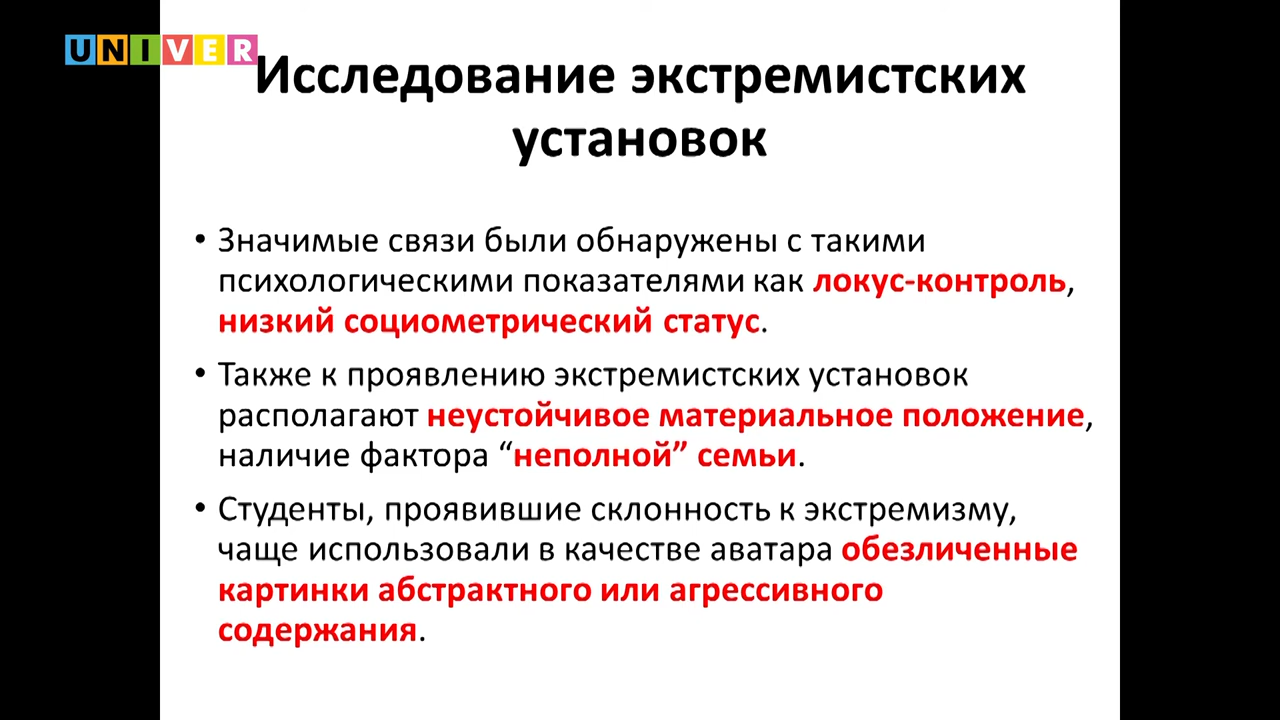 UNIVER
Исследование экстремистских
установок
• Значимые связи были обнаружены с такими
психологическими показателями как локус-контроль,
низкий социометрический статус.
• Также к проявлению экстремистских установок
располагают неустойчивое материальное положение,
наличие фактора “неполной” семьи.
• Студенты, проявившие склонность к экстремизму,
чаще использовали в качестве аватара обезличенные
картинки абстрактного или агрессивного
содержания.